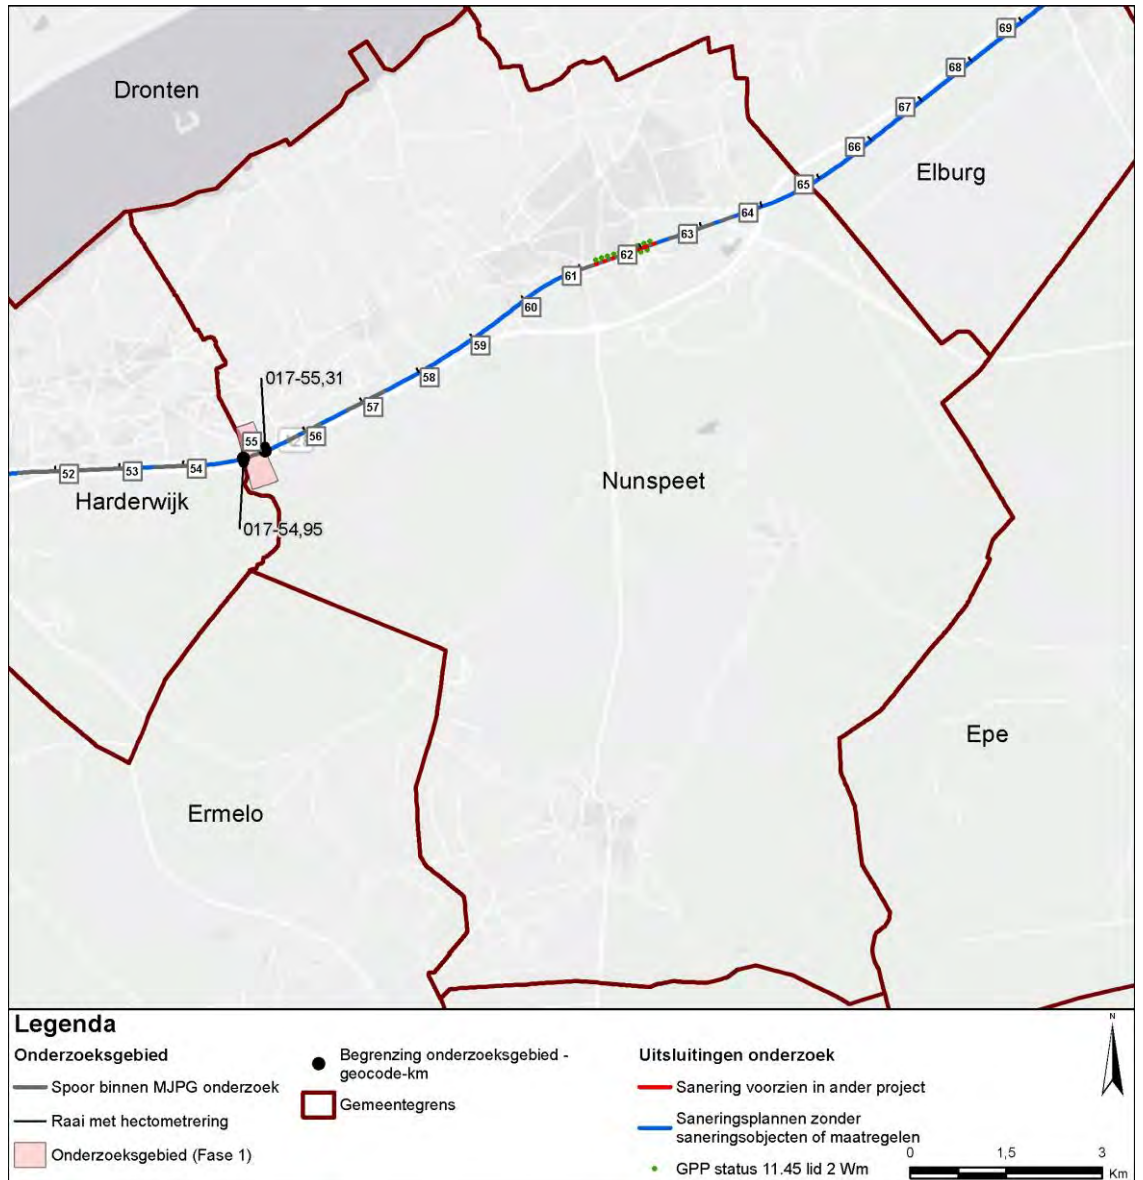 Dronten
Elburg
69
68
67
66
65
64
63
62
61
60
59
58
57
56
55
54
53
52
017-55,31
Harderwijk
017-54,95
Nunspeet
Epe
Ermelo
Legenda
Onderzoeksgebied
Spoor binnen MJPG onderzoek
Raai met hectometrering
Onderzoeksgebied (Fase 1)
Begrenzing onderzoeksgebied -
geocode-km
Gemeentegrens
Uitsluitingen onderzoek
Sanering voorzien in ander project
Saneringsplannen zonder
saneringsobjecten of maatregelen
GPP status 11.45 lid 2 Wm
N
0 1,5 3
Km